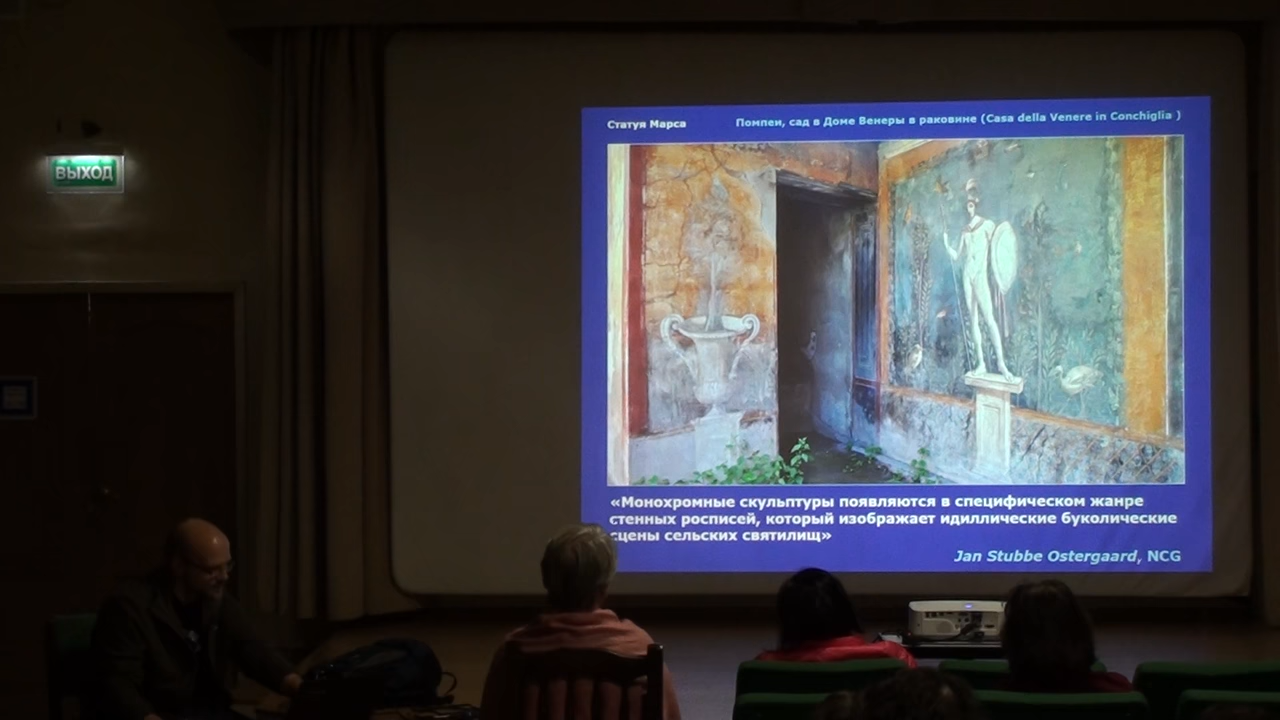 ВЫХОД
Статуя Марса
Помпеи, сад в Доме Венеры в раковине (Casa della Venere in Conchiglia )
«Монохромные скульптуры появляются в специфическом жанре
стенных росписей, который изображает идиллические буколические
сцены сельских святилищ»
Jan Stubbe Ostergaard, NCG